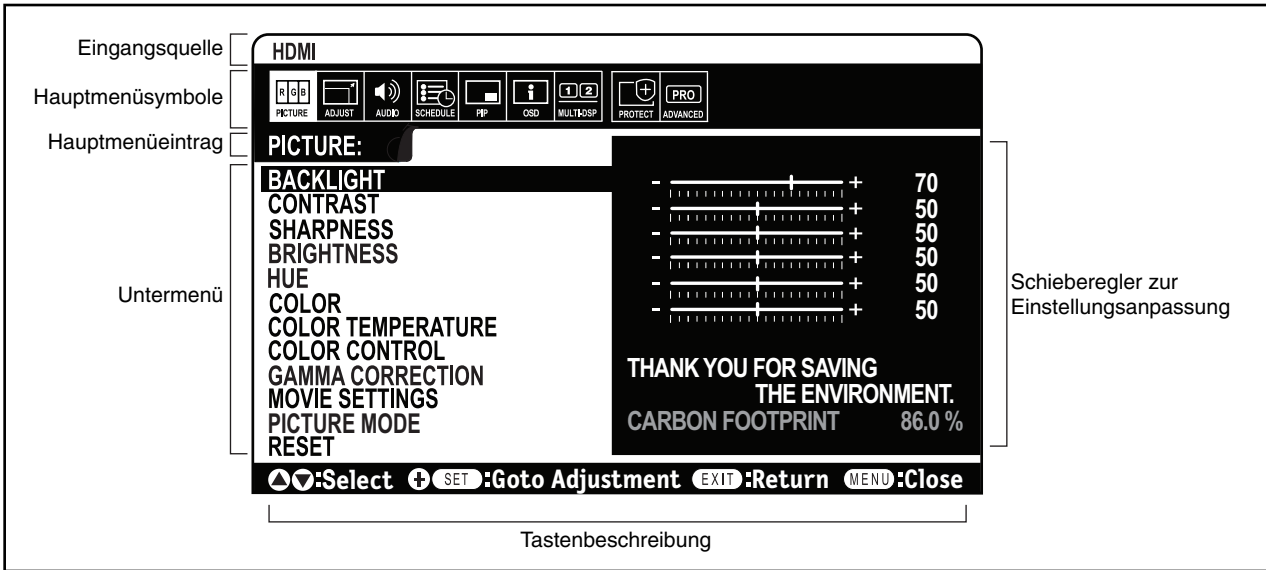 Eingangsquelle
HDMI
Hauptmenüsymbole
R G B PICTURE
ADJUST
AUDIO
SCHEDULE
PIP
i OSD
1 2 MULTI-DSP
PROTECT
PRO ADVANCED
Hauptmenüeintrag
PICTURE:
Untermenü
BACKLIGHT - + 70
CONTRAST - + 50
SHARPNESS - + 50
BRIGHTNESS - + 50
HUE - + 50
COLOR - + 50
COLOR TEMPERATURE
COLOR CONTROL
GAMMA CORRECTION
MOVIE SETTINGS
PICTURE MODE
RESET
THANK YOU FOR SAVING
THE ENVIRONMENT.
CARBON FOOTPRINT 86.0 %
Schieberegler zur
Einstellungsanpassung
:Select + SET :Goto Adjustment EXIT :Return MENU :Close
Tastenbeschreibung